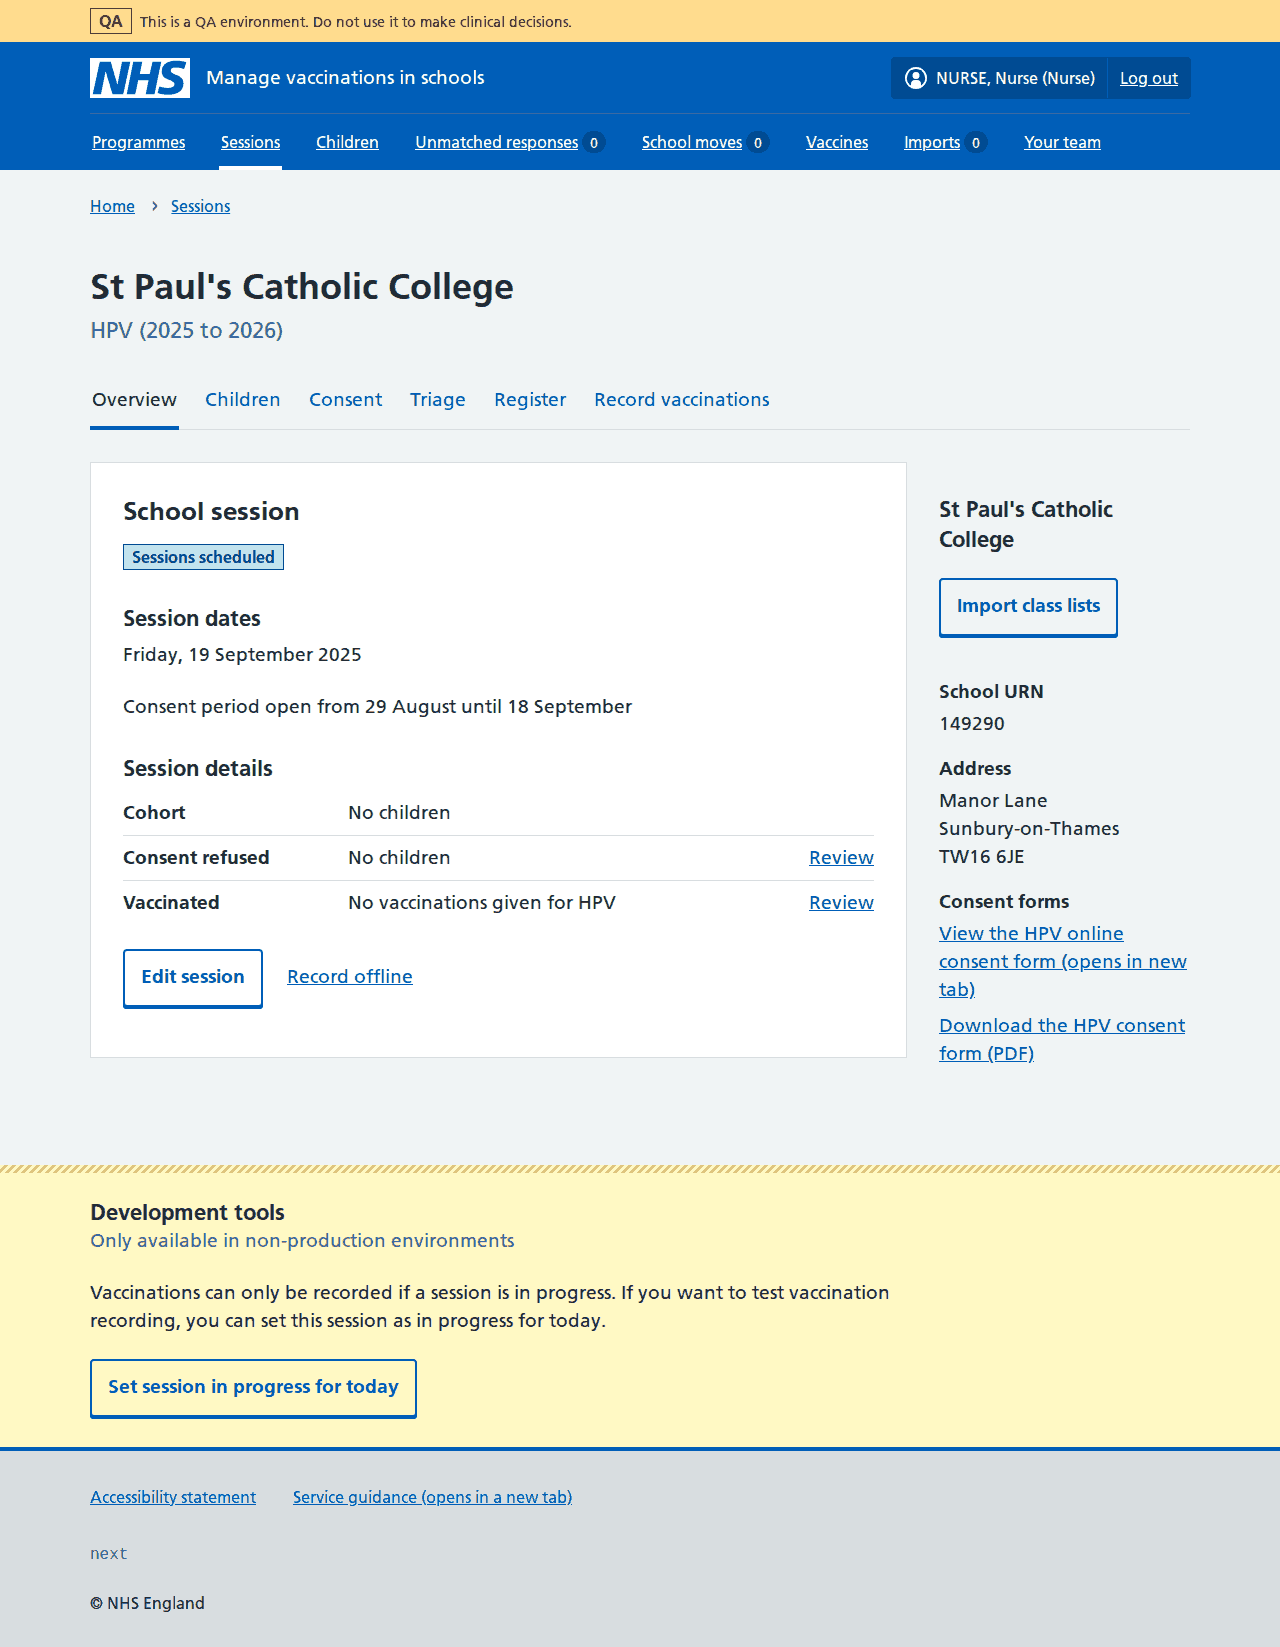 QA This is a QA environment. Do not use it to make clinical decisions.
NHS Manage vaccinations in schools NURSE, Nurse (Nurse) Log out
Programmes Sessions Children Unmatched responses 0 School moves 0 Vaccines Imports 0 Your team
Home › Sessions
St Paul's Catholic College
HPV (2025 to 2026)
Overview Children Consent Triage Register Record vaccinations
School session
Sessions scheduled
Session dates
Friday, 19 September 2025
Consent period open from 29 August until 18 September
Session details
Cohort No children
Consent refused No children Review
Vaccinated No vaccinations given for HPV Review
Edit session Record offline
St Paul's Catholic
College
Import class lists
School URN
149290
Address
Manor Lane
Sunbury-on-Thames
TW16 6JE
Consent forms
View the HPV online
consent form (opens in new
tab)
Download the HPV consent
form (PDF)
Development tools
Only available in non-production environments
Vaccinations can only be recorded if a session is in progress. If you want to test vaccination
recording, you can set this session as in progress for today.
Set session in progress for today
Accessibility statement Service guidance (opens in a new tab)
next
© NHS England